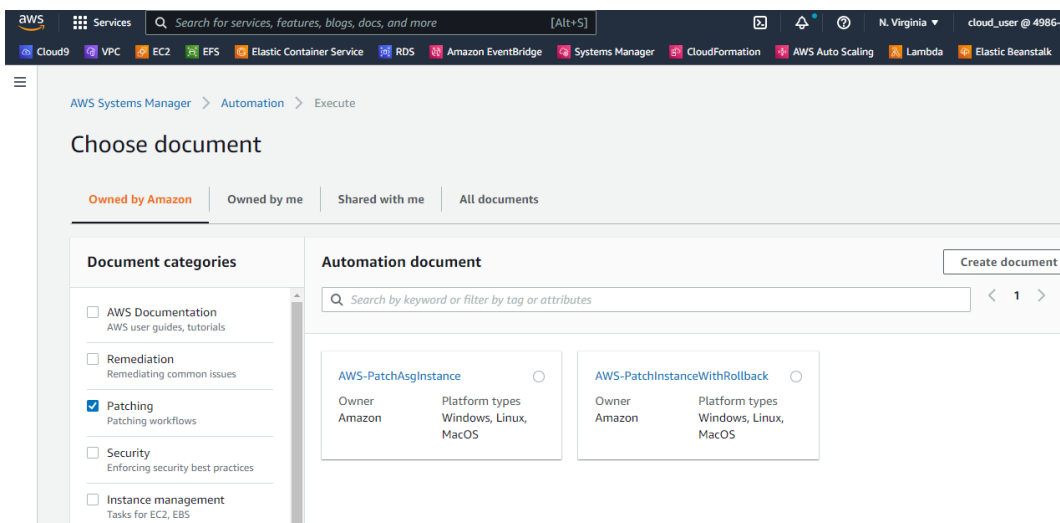 aws
Services
Search for services, features, blogs, docs, and more
[Alt+S]
N. Virginia ▼
cloud_user @ 4986-
Cloud9
VPC
EC2
EFS
Elastic Container Service
RDS
Amazon EventBridge
Systems Manager
CloudFormation
AWS Auto Scaling
Lambda
Elastic Beanstalk
AWS Systems Manager > Automation > Execute
Choose document
Owned by Amazon
Owned by me
Shared with me
All documents
Document categories
AWS Documentation
AWS user guides, tutorials
Remediation
Remediating common issues
Patching
Patching workflows
Security
Enforcing security best practices
Instance management
Tasks for EC2, EBS
Automation document
Create document
Search by keyword or filter by tag or attributes
< 1 >
AWS-PatchAsgInstance
Owner
Amazon
Platform types
Windows, Linux,
MacOS
AWS-PatchInstanceWithRollback
Owner
Amazon
Platform types
Windows, Linux,
MacOS